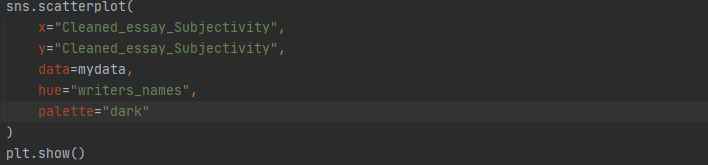 sns.scatterplot(
    x="Cleaned_essay_Subjectivity",
    y="Cleaned_essay_Subjectivity",
    data=mydata,
    hue="writers_names",
    palette="dark"
)
plt.show()